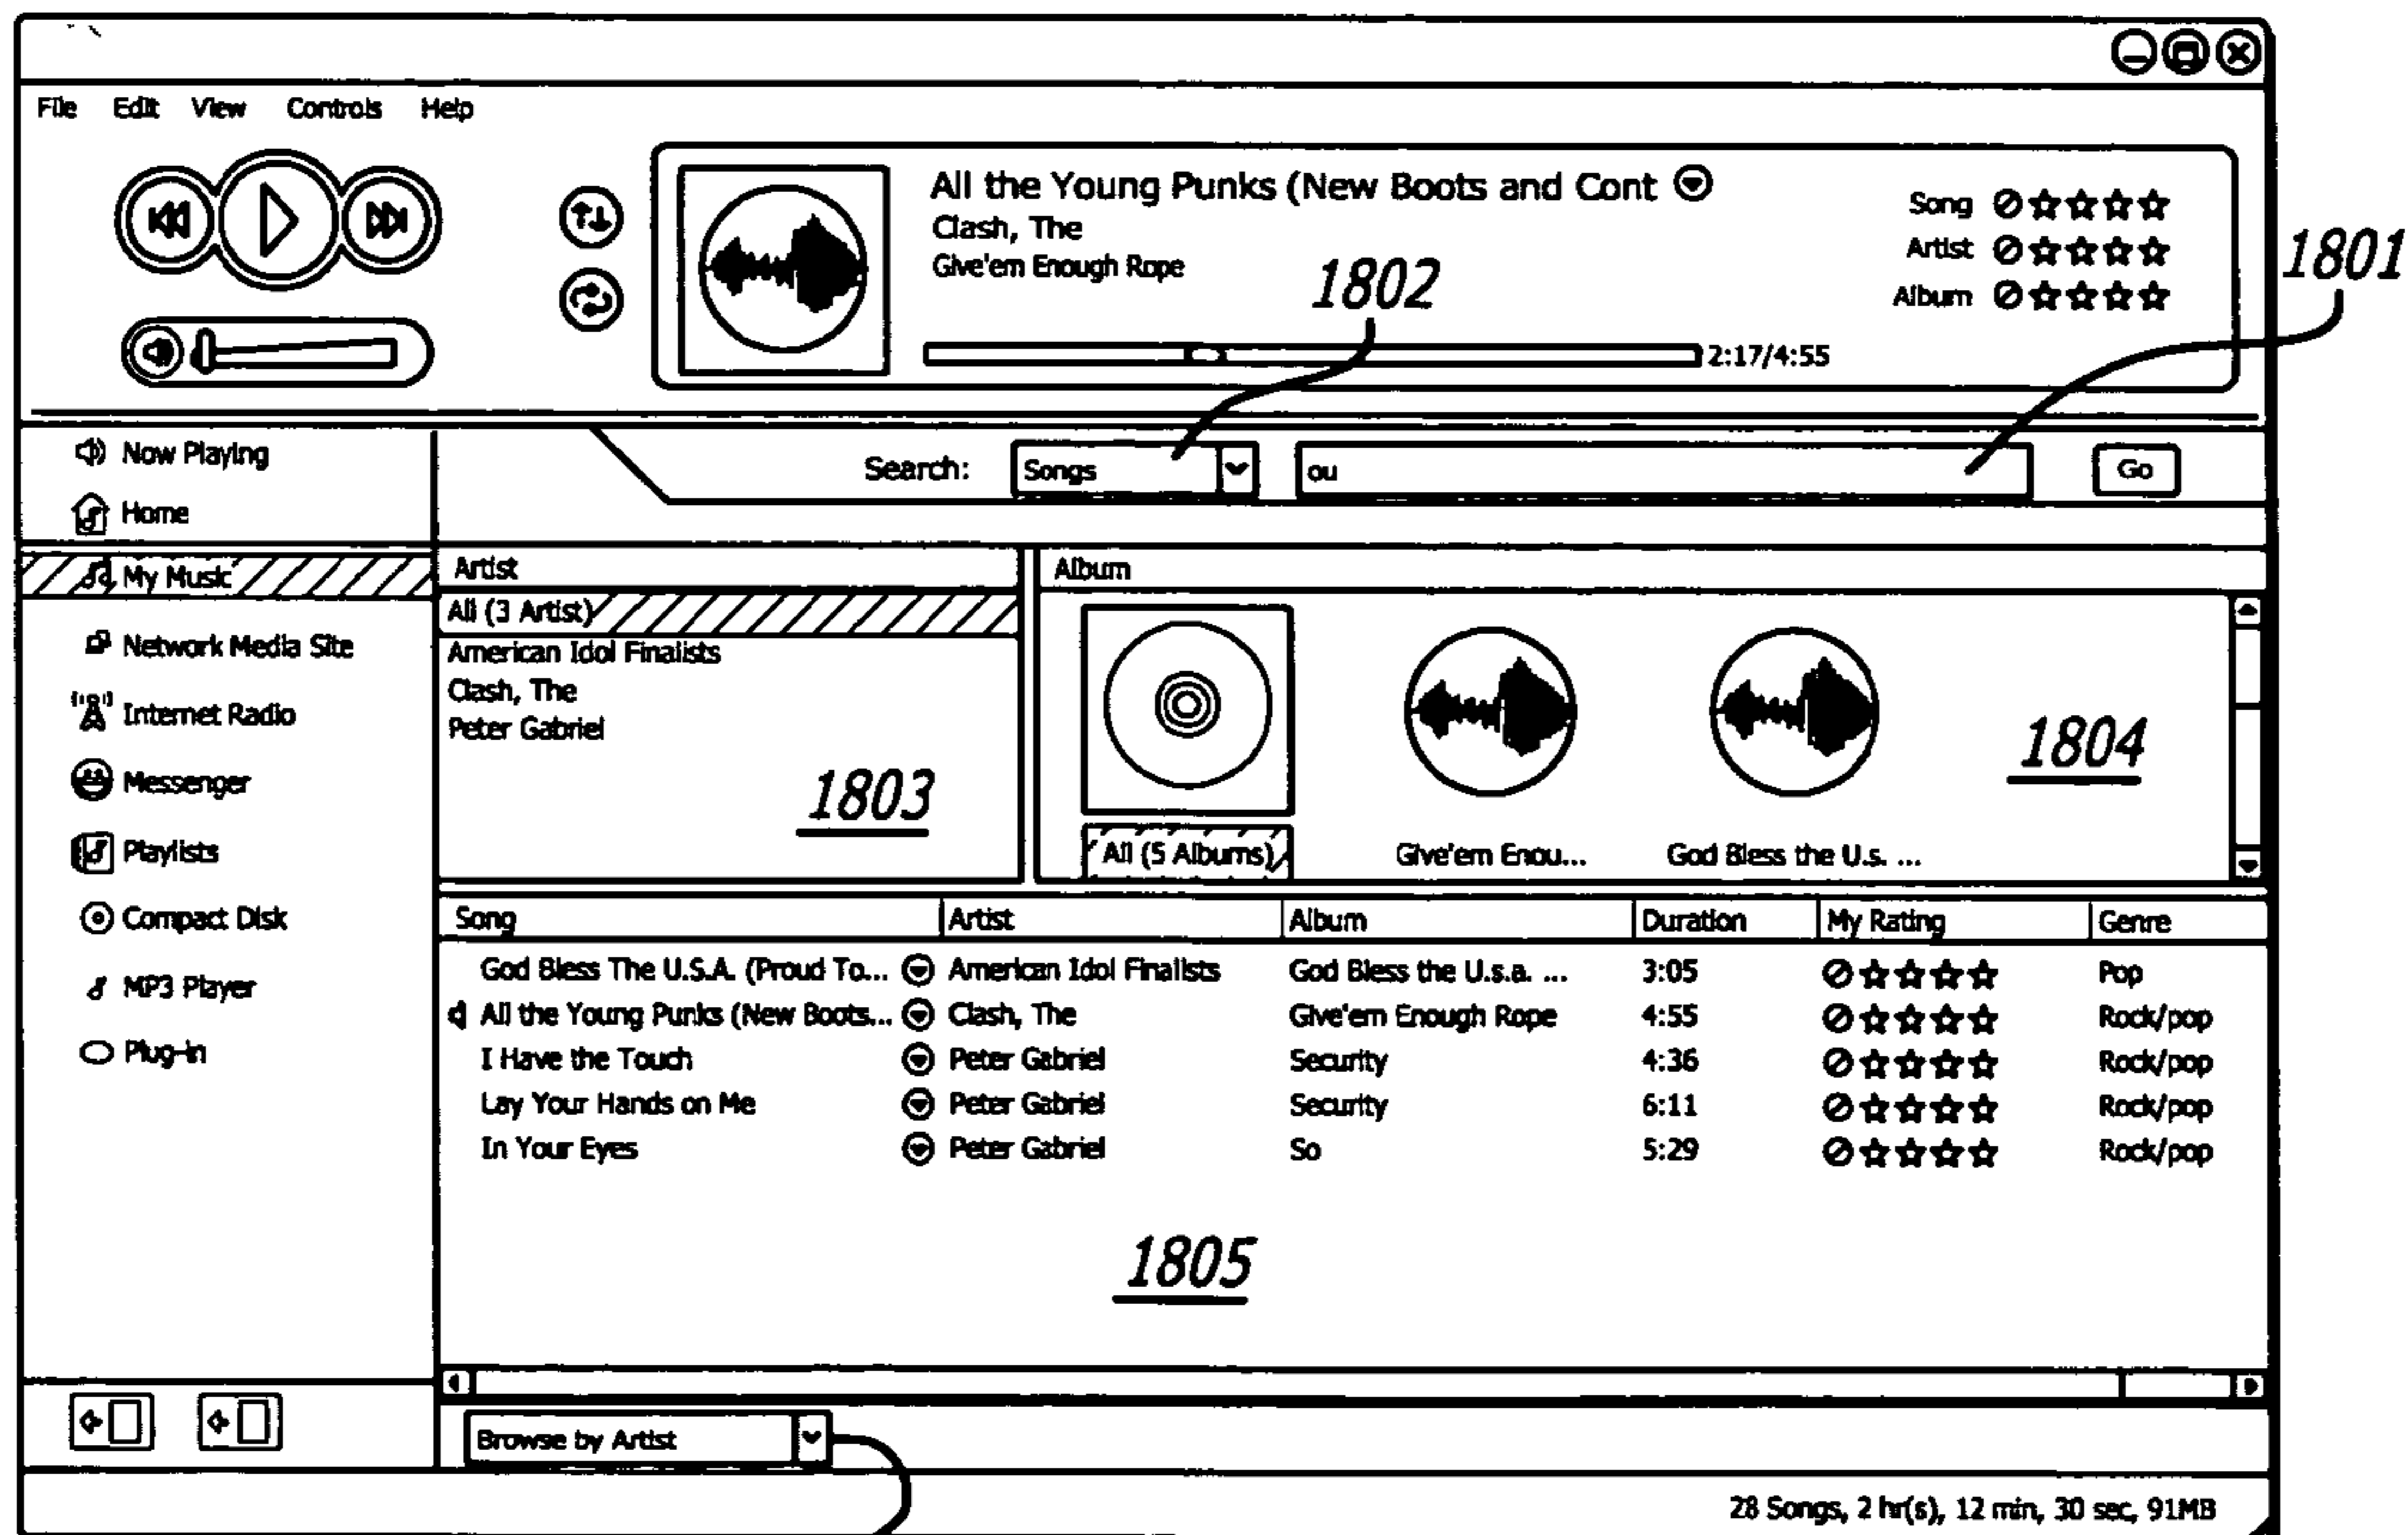 File Edit View Controls Help
All the Young Punks (New Boots and Cont
Clash, The
Give'em Enough Rope
Song
Artist
Album
1801
1802
2:17/4:55
Now Playing
Home
My Music
Network Media Site
Internet Radio
Messenger
Playlists
Compact Disk
MP3 Player
Plug-in
Search: Songs ou Go
Artist
All (3 Artist)
American Idol Finalists
Clash, The
Peter Gabriel
1803
Album
1804
All (5 Albums) Give'em Enou... God Bless the U.s. ...
Song Artist Album Duration My Rating Genre
God Bless The U.S.A. (Proud To... American Idol Finalists God Bless the U.s.a. ... 3:05 Pop
All the Young Punks (New Boots... Clash, The Give'em Enough Rope 4:55 Rock/pop
I Have the Touch Peter Gabriel Security 4:36 Rock/pop
Lay Your Hands on Me Peter Gabriel Security 6:11 Rock/pop
In Your Eyes Peter Gabriel So 5:29 Rock/pop
1805
Browse by Artist
28 Songs, 2 hr(s), 12 min, 30 sec, 91MB